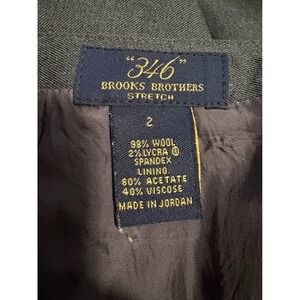 "346"
BROOKS BROTHERS
STRETCH
2
98% WOOL
2% LYCRA ®
SPANDEX
LINING:
60% ACETATE
40% VISCOSE
MADE IN JORDAN